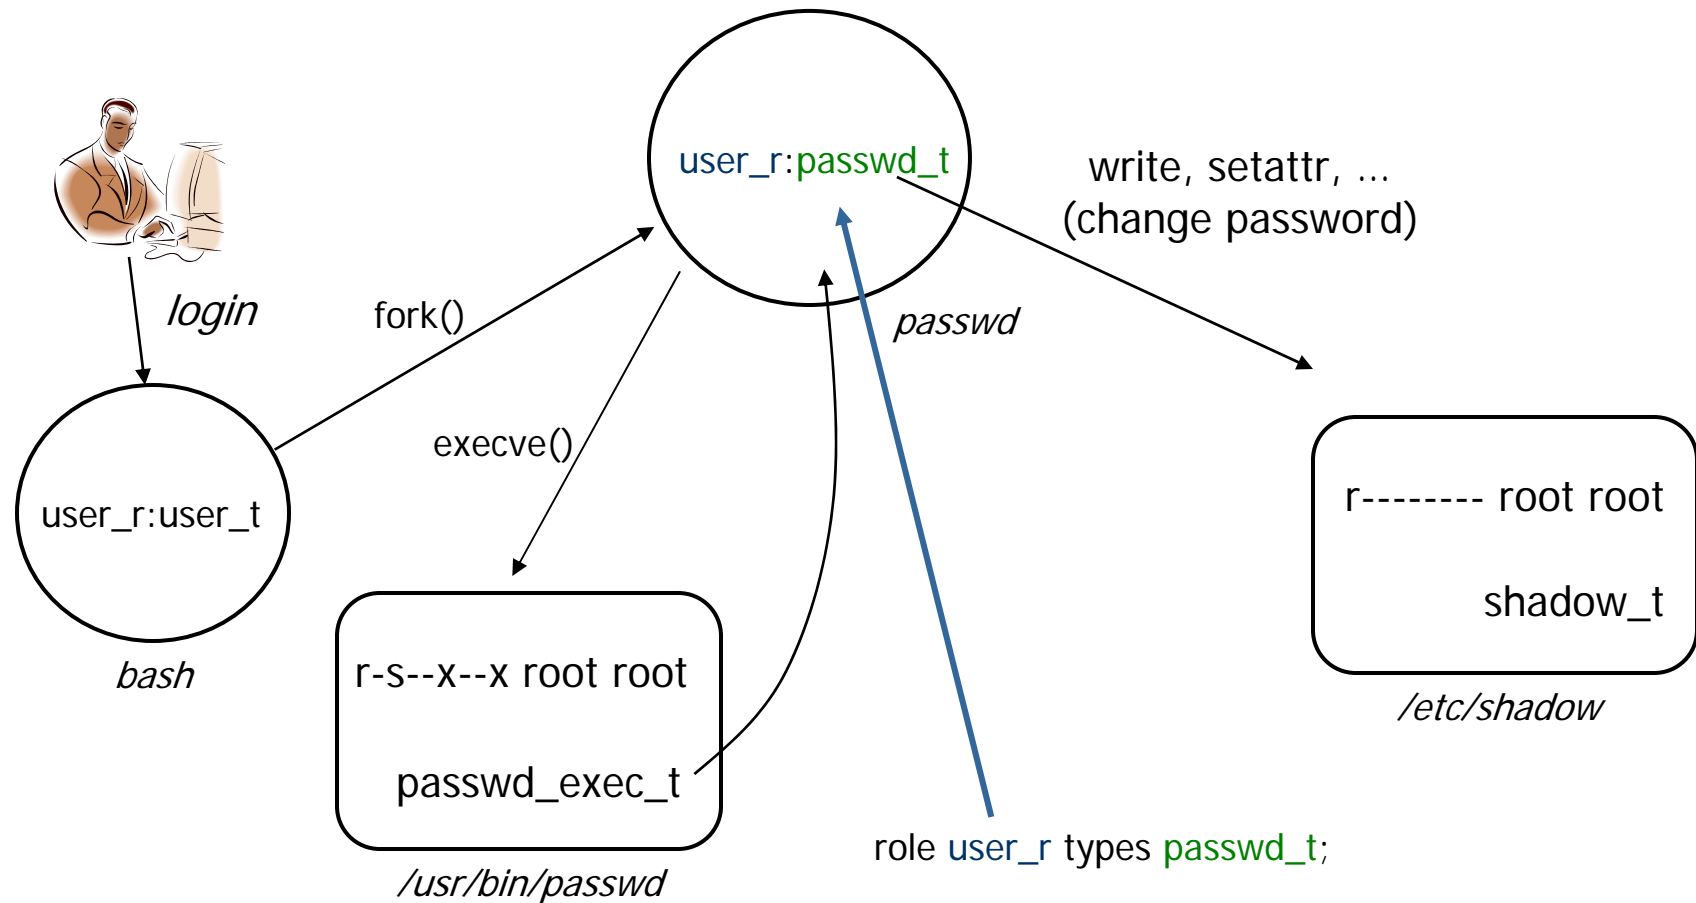 user_r:passwd_t
write, setattr, ...
(change password)
login
fork()
passwd
execve()
user_r:user_t
bash
r-s--x--x root root
passwd_exec_t
/usr/bin/passwd
r-------- root root
shadow_t
/etc/shadow
role user_r types passwd_t;